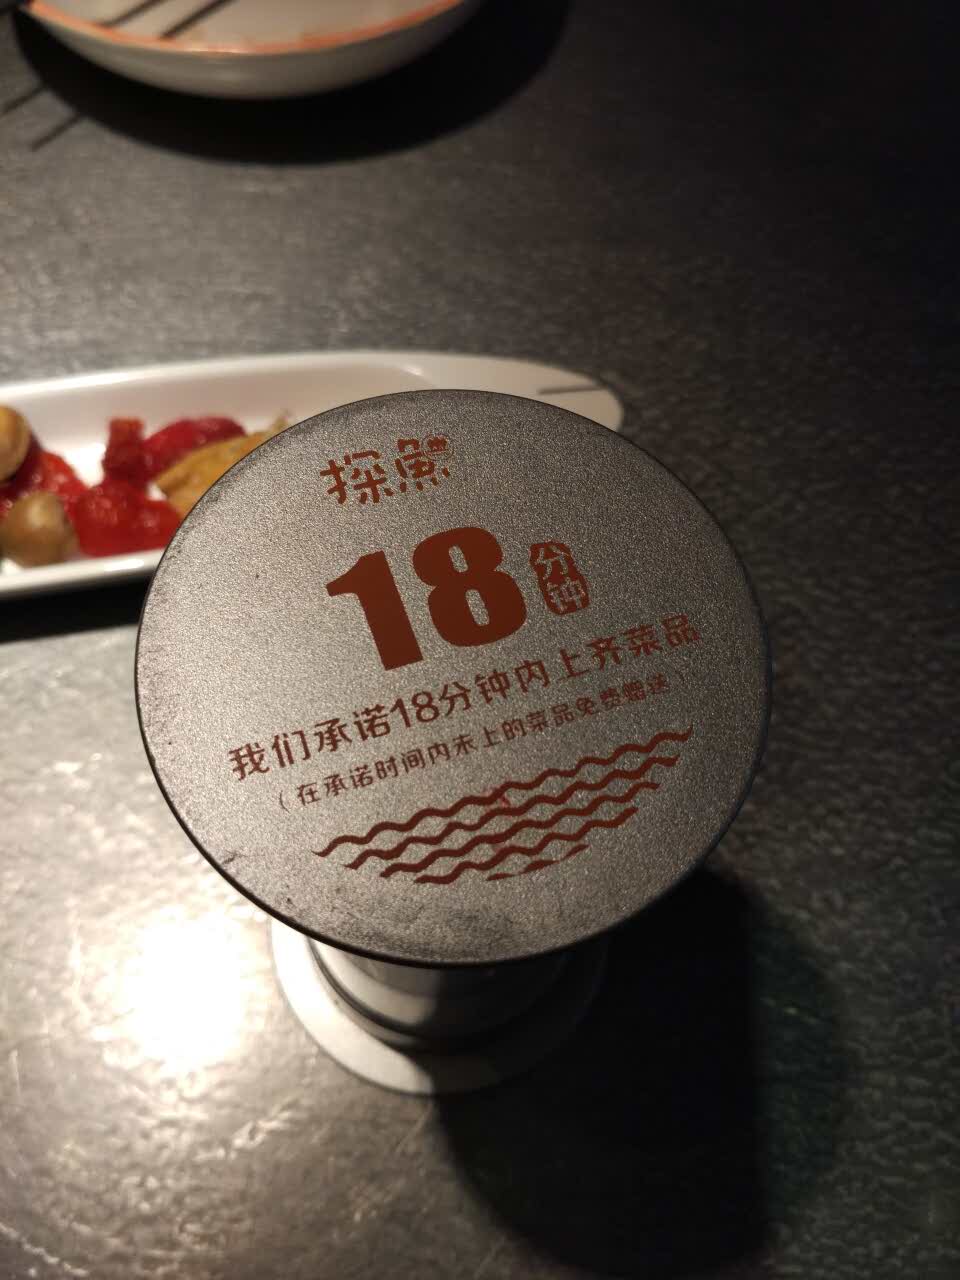 探鱼
18分钟
我们承诺18分钟内上齐菜品
（在承诺时间内未上的菜品免费赠送）